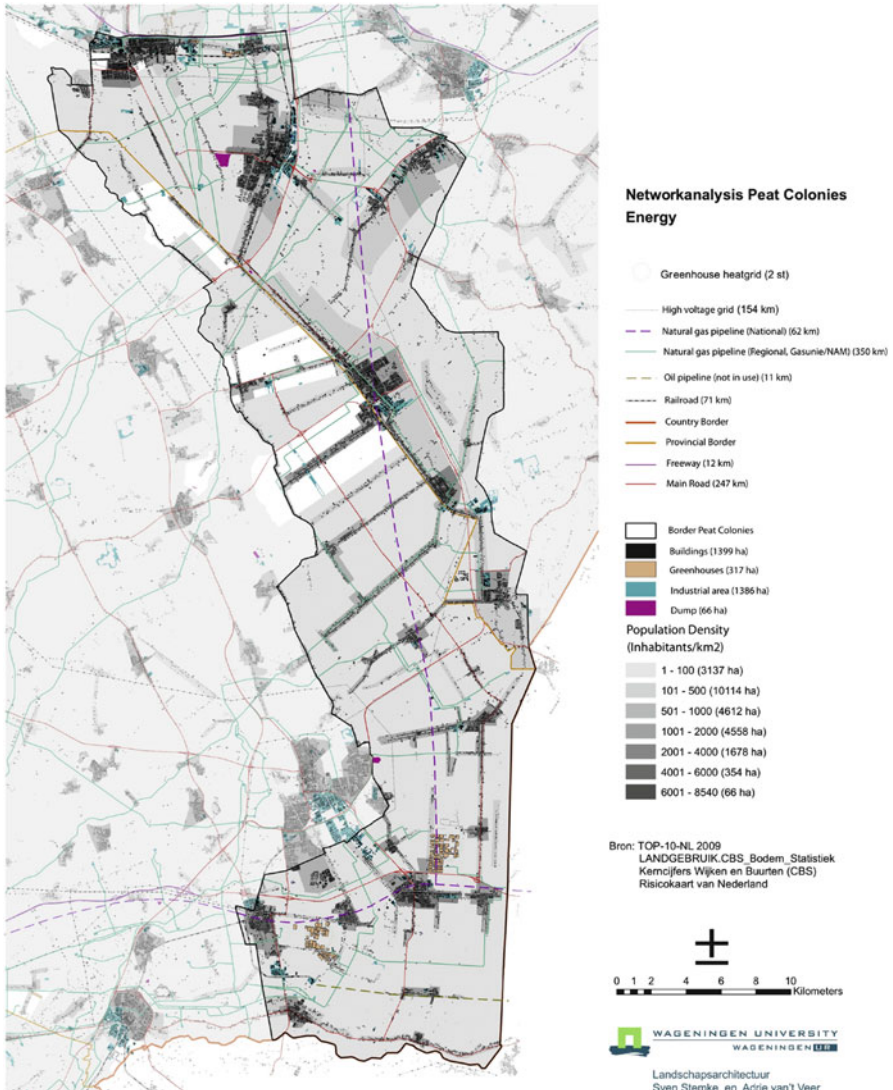 Networkanalysis Peat Colonies
Energy
Greenhouse heatgrid (2 st)
High voltage grid (154 km)
Natural gas pipeline (National) (62 km)
Natural gas pipeline (Regional, Gasunie/NAM) (350 km)
Oil pipeline (not in use) (11 km)
Railroad (71 km)
Country Border
Provincial Border
Freeway (12 km)
Main Road (247 km)
Border Peat Colonies
Buildings (1399 ha)
Greenhouses (317 ha)
Industrial area (1386 ha)
Dump (66 ha)
Population Density
(Inhabitants/km2)
1 - 100 (3137 ha)
101 - 500 (10114 ha)
501 - 1000 (4612 ha)
1001 - 2000 (4558 ha)
2001 - 4000 (1678 ha)
4001 - 6000 (354 ha)
6001 - 8540 (66 ha)
Bron: TOP-10-NL 2009
LANDGEBRUIK.CBS_Bodem_Statistiek
Kerncijfers Wijken en Buurten (CBS)
Risicokaart van Nederland
0 1 2 4 6 8 10
Kilometers
WAGENINGEN UNIVERSITY
WAGENINGEN UR
Landschapsarchitectuur
Sven Stremke en Adrie van't Veer